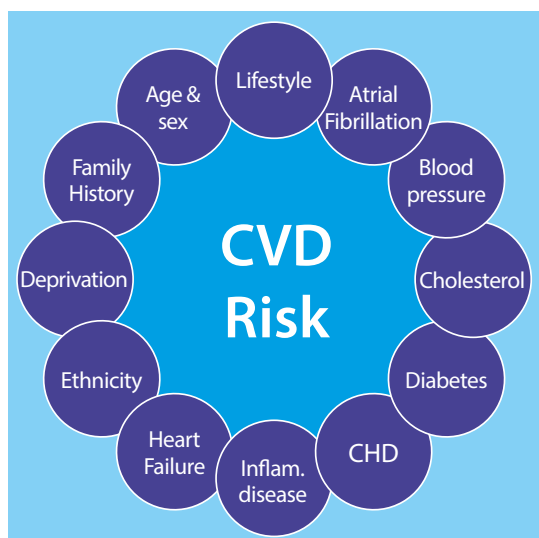 Lifestyle
Atrial
Fibrillation
Blood
pressure
Cholesterol
Diabetes
CHD
Inflam.
disease
Heart
Failure
Ethnicity
Deprivation
Family
History
Age &
sex
CVD
Risk